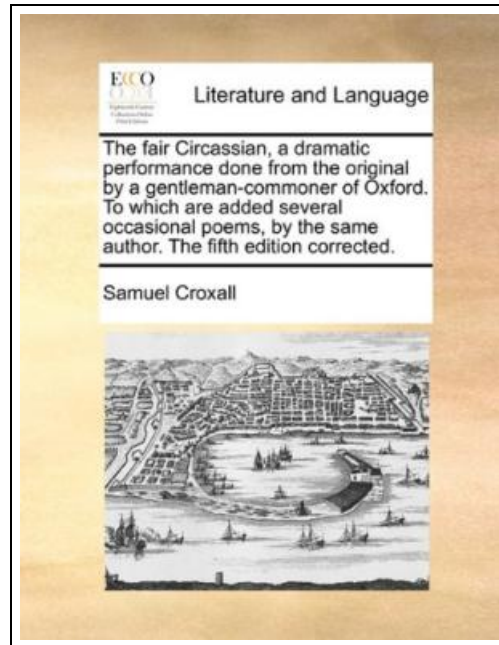 ECCO
Literature and Language
The fair Circassian, a dramatic
performance done from the original
by a gentleman-commoner of Oxford.
To which are added several
occasional poems, by the same
author. The fifth edition corrected.
Samuel Croxall